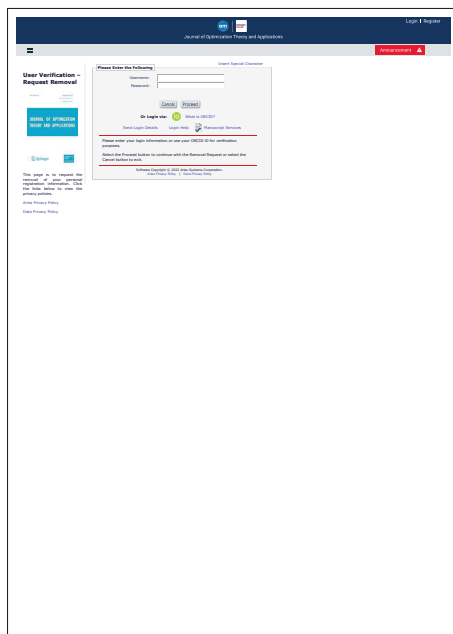 Login | Register
em
Journal of Optimization Theory and Applications
Announcement
User Verification –
Request Removal
JOURNAL OF OPTIMIZATION
THEORY AND APPLICATIONS
Springer
This page is to request the
removal of your personal
registration information. Click
the links below to view the
privacy policies.
Aries Privacy Policy
Data Privacy Policy
Insert Special Character
Please Enter the Following
Username:
Password:
Cancel Proceed
Or Login via: iD What is ORCID?
Send Login Details Login Help Manuscript Services
Please enter your login information or use your ORCID iD for verification
purposes.
Select the Proceed button to continue with the Removal Request or select the
Cancel button to exit.
Software Copyright © 2025 Aries Systems Corporation.
Aries Privacy Policy | Data Privacy Policy